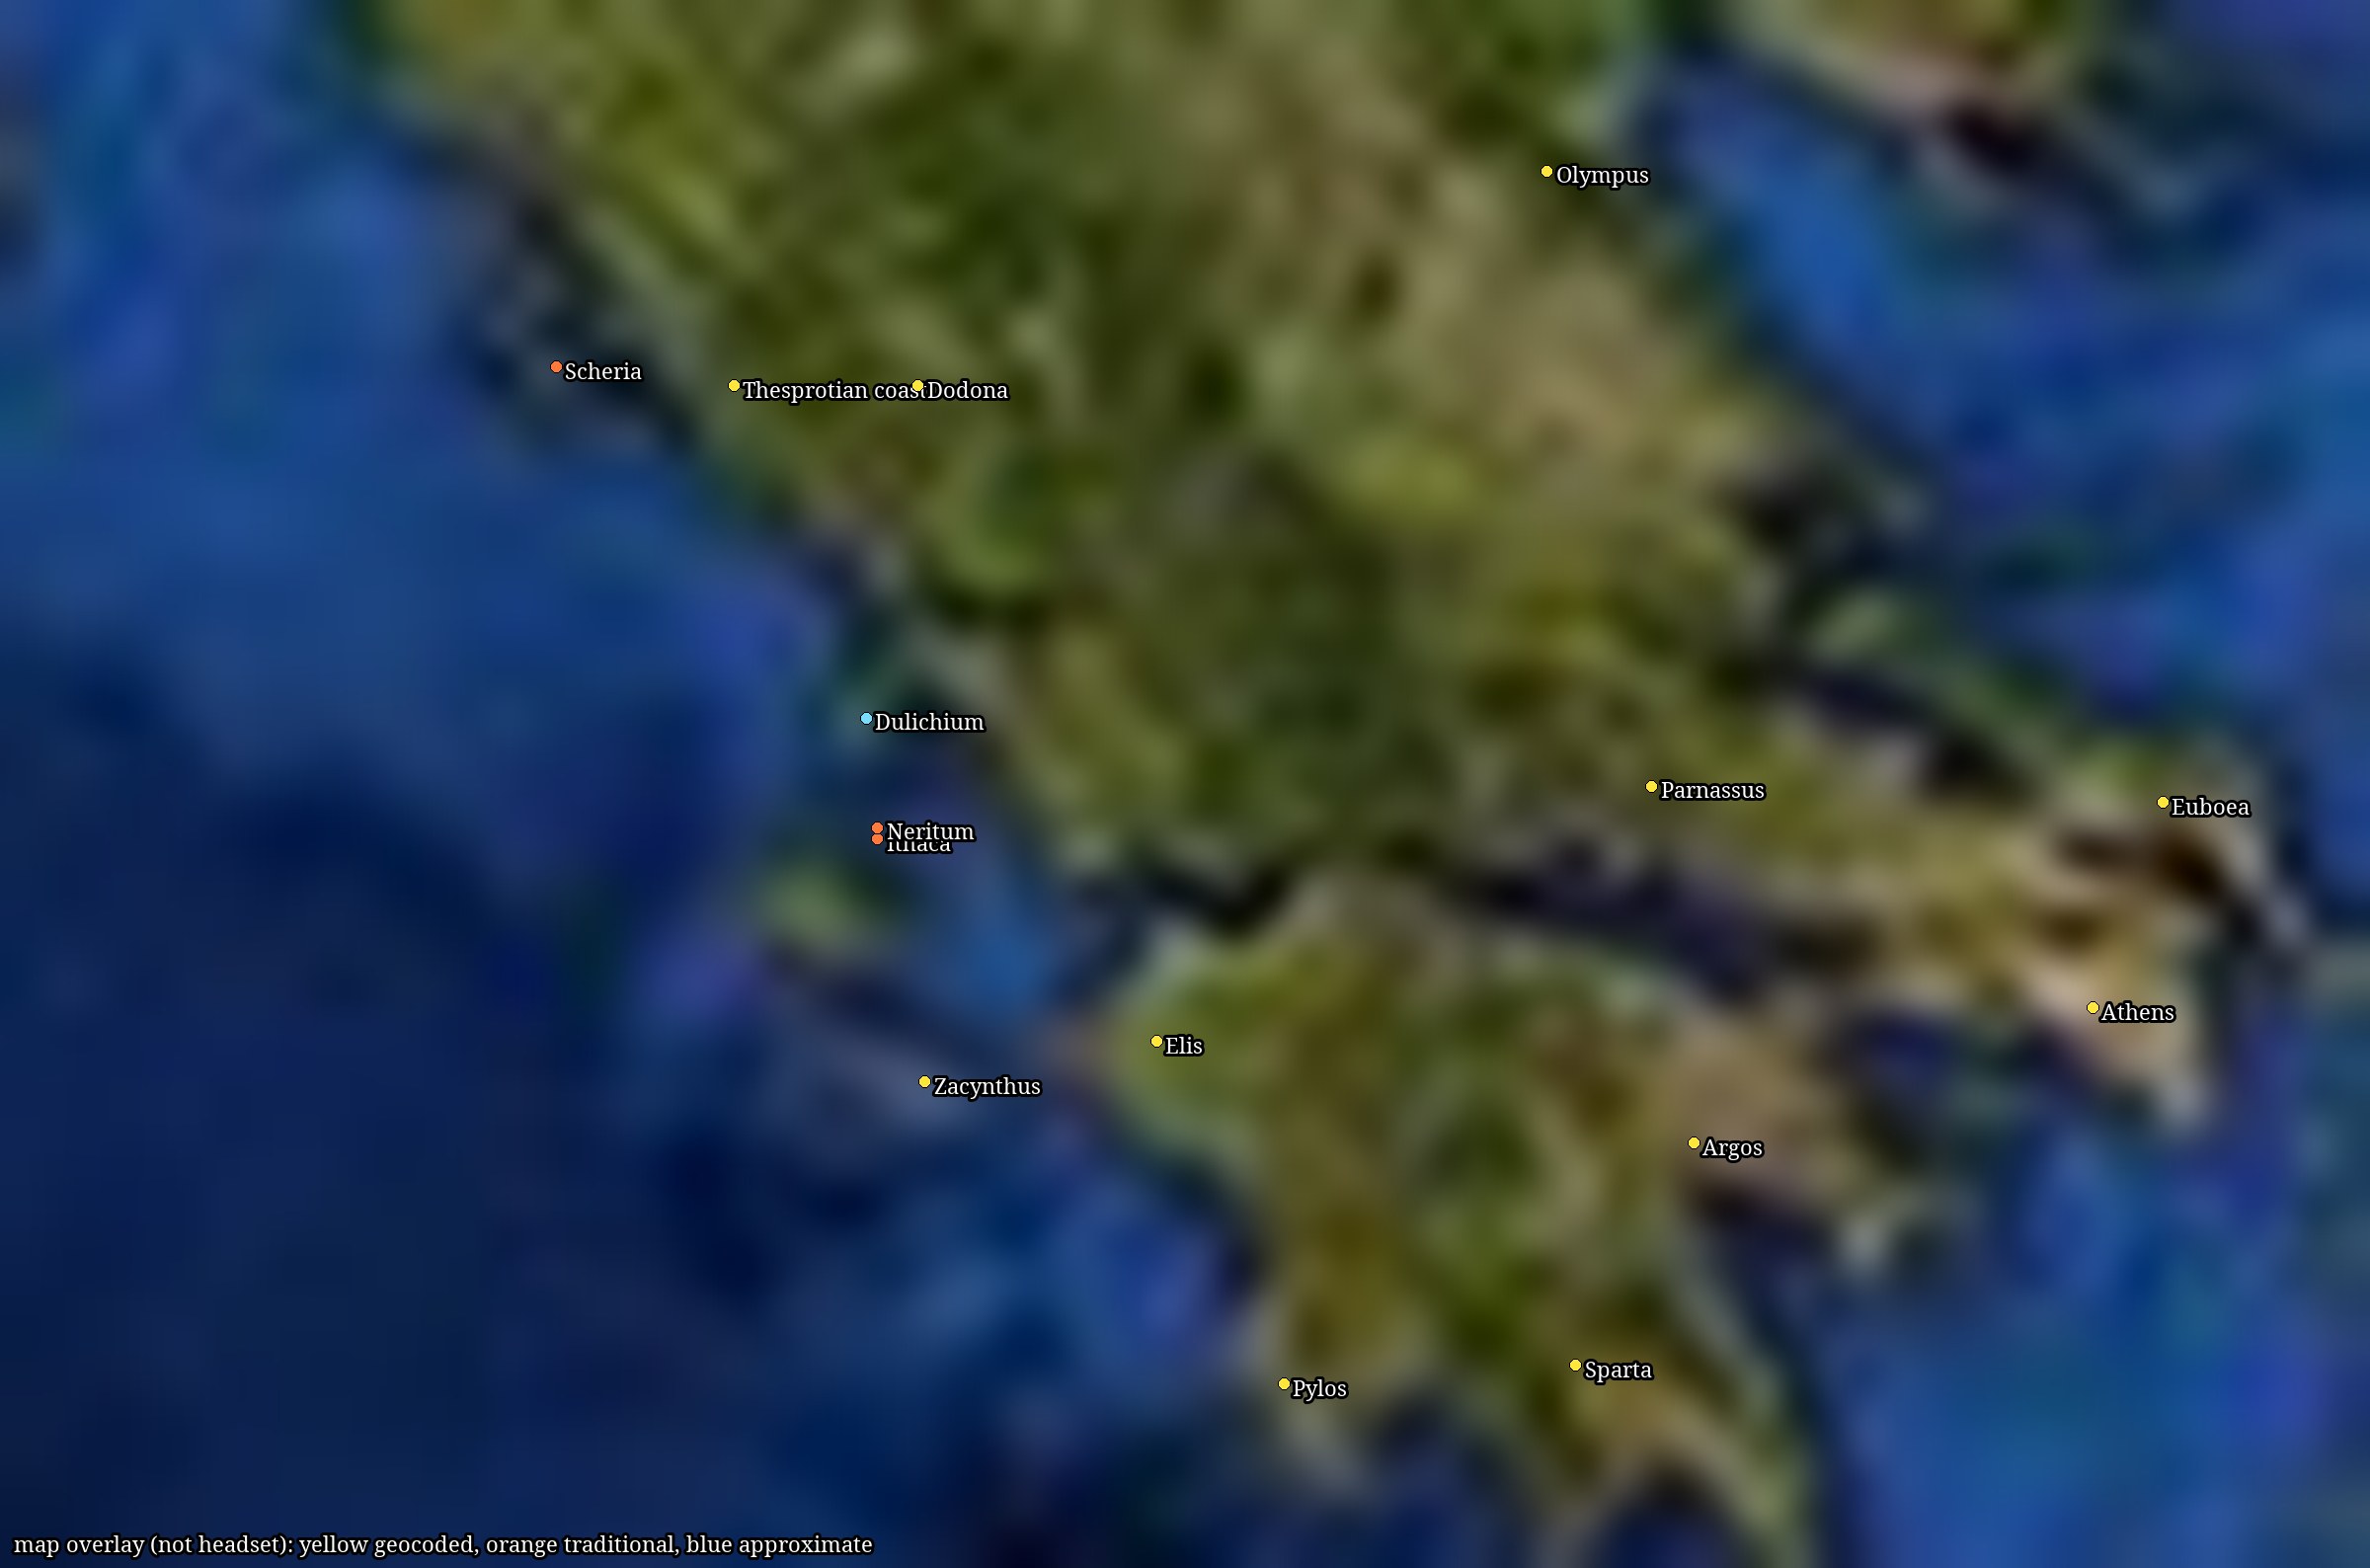 Olympus
Scheria
Thesprotian coast
Dodona
Dulichium
Parnassus
Euboea
Neritum
Ithaca
Athens
Elis
Zacynthus
Argos
Sparta
Pylos
map overlay (not headset): yellow geocoded, orange traditional, blue approximate